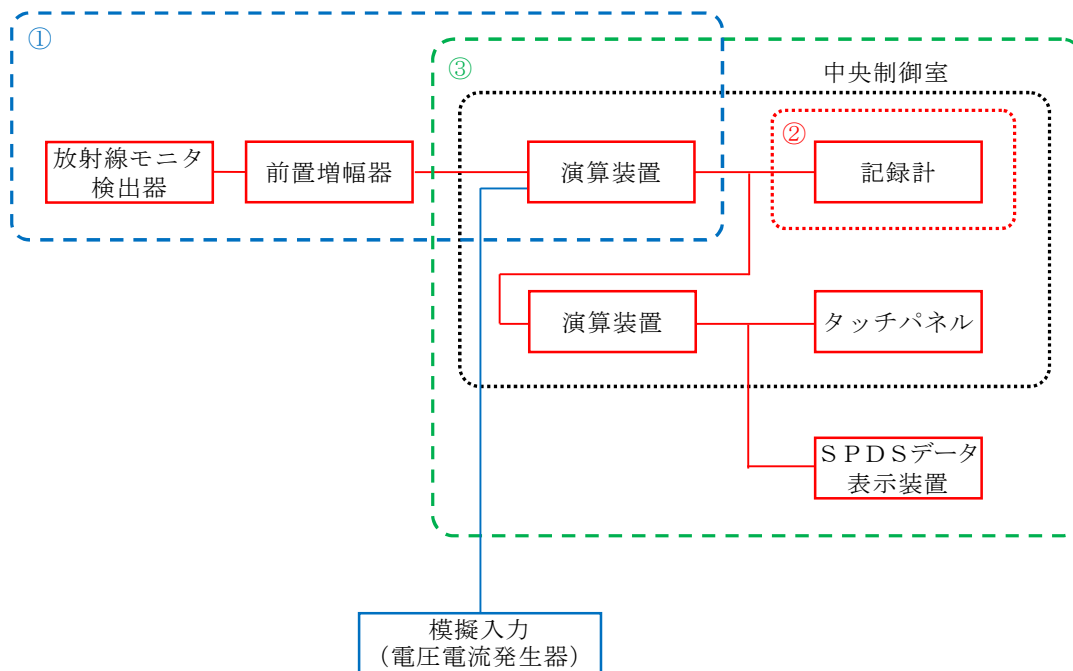 ①
③
中央制御室
②
放射線モニタ
検出器
前置増幅器
演算装置
記録計
演算装置
タッチパネル
ＳＰＤＳデータ
表示装置
模擬入力
（電圧電流発生器）